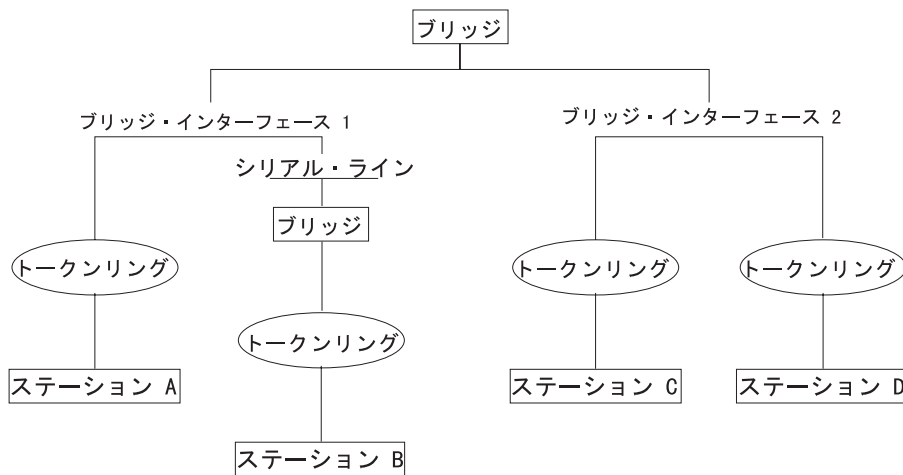 ブリッジ
ブリッジ・インターフェース 1
ブリッジ・インターフェース 2
シリアル・ライン
ブリッジ
トークンリング
トークンリング
トークンリング
トークンリング
ステーション A
ステーション C
ステーション D
ステーション B